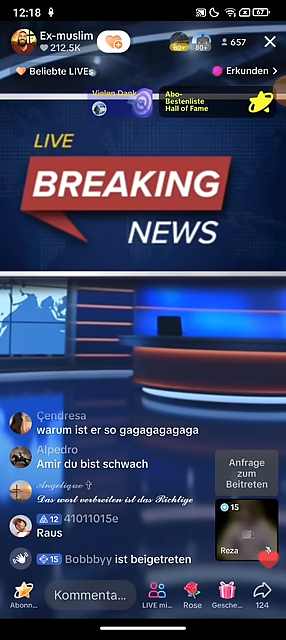 12:18
67
Ex-muslim
212.5K
80+
80+
657
Beliebte LIVEs
Erkunden
Vielen Dank
Abo-
Bestenliste
Hall of Fame
LIVE
BREAKING
NEWS
Çendresa
warum ist er so gagagagagaga
Alpedro
Amir du bist schwach
Angelique ✞
Das wort verbreiten ist das Richtige
12 41011015e
Raus
15 Bobbbyy ist beigetreten
Anfrage
zum
Beitreten
15
Reza
Abonn...
Kommenta...
LIVE mi...
Rose
Gesche...
124